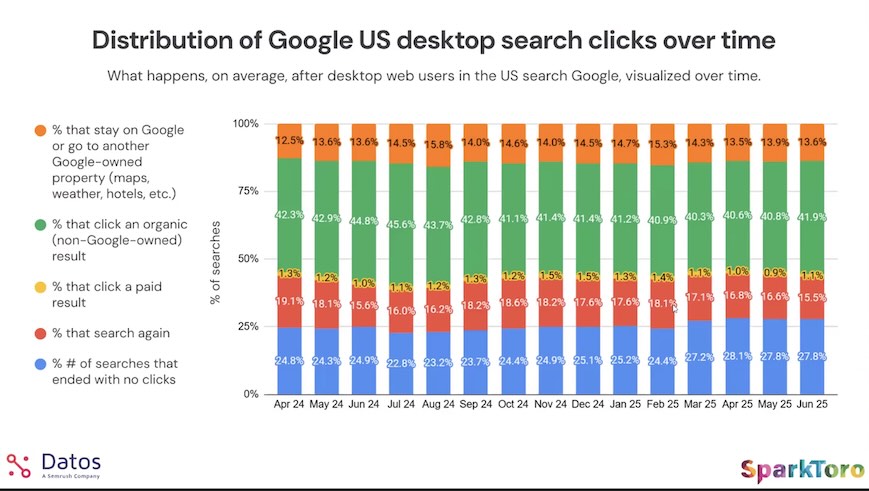 Distribution of Google US desktop search clicks over time
What happens, on average, after desktop web users in the US search Google, visualized over time.
% that stay on Google
or go to another
Google-owned
property (maps,
weather, hotels, etc.)
% that click an organic
(non-Google-owned)
result
% that click a paid
result
% that search again
% # of searches that
ended with no clicks
% of searches
100%
75%
50%
25%
0%
12.5% 13.6% 13.6% 14.5% 15.8% 14.0% 14.6% 14.0% 14.5% 14.7% 15.3% 14.3% 13.5% 13.9% 13.6%
42.3% 42.9% 44.8% 45.6% 43.7% 42.8% 41.1% 41.4% 41.4% 41.2% 40.9% 40.3% 40.6% 40.8% 41.9%
1.3% 1.2% 1.0% 1.1% 1.2% 1.3% 1.2% 1.5% 1.5% 1.3% 1.4% 1.1% 1.0% 0.9% 1.1%
19.1% 18.1% 15.6% 16.0% 16.2% 18.2% 18.6% 18.2% 17.6% 17.6% 18.1% 17.1% 16.8% 16.6% 15.5%
24.8% 24.3% 24.9% 22.8% 23.2% 23.7% 24.4% 24.9% 25.1% 25.2% 24.4% 27.2% 28.1% 27.8% 27.8%
Apr 24 May 24 Jun 24 Jul 24 Aug 24 Sep 24 Oct 24 Nov 24 Dec 24 Jan 25 Feb 25 Mar 25 Apr 25 May 25 Jun 25
Datos
A Semrush Company
SparkToro